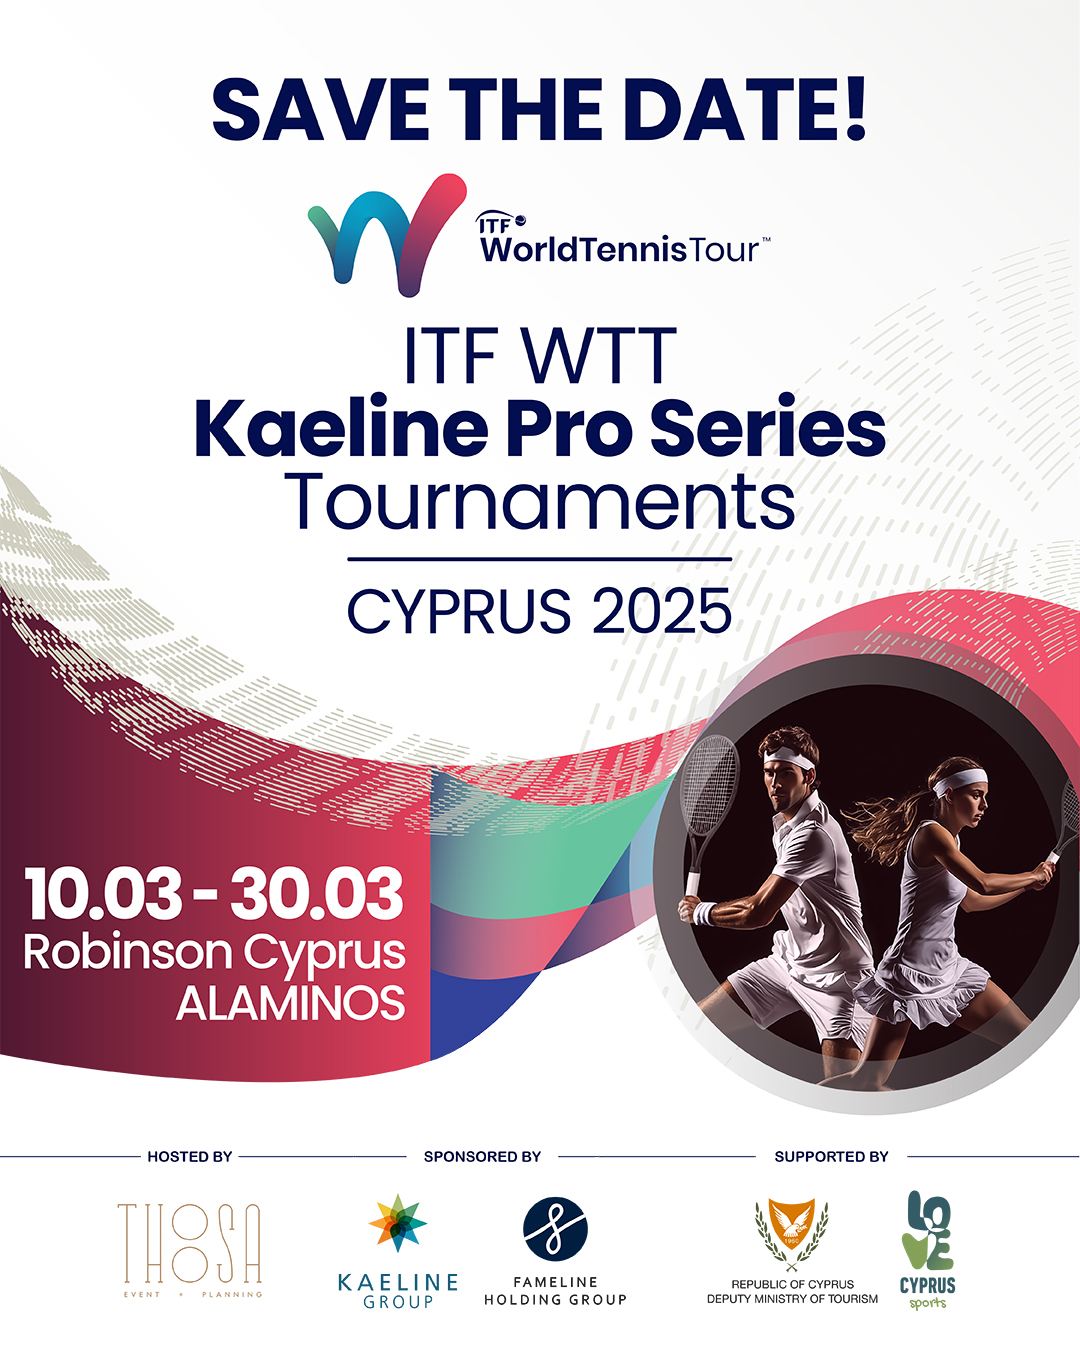 SAVE THE DATE!
ITF
WorldTennisTour™
ITF WTT
Kaeline Pro Series
Tournaments
CYPRUS 2025
10.03 - 30.03
Robinson Cyprus
ALAMINOS
HOSTED BY
SPONSORED BY
SUPPORTED BY
THOOSA
EVENT + PLANNING
KAELINE
GROUP
FAMELINE
HOLDING GROUP
1960
REPUBLIC OF CYPRUS
DEPUTY MINISTRY OF TOURISM
LOVE
CYPRUS
sports